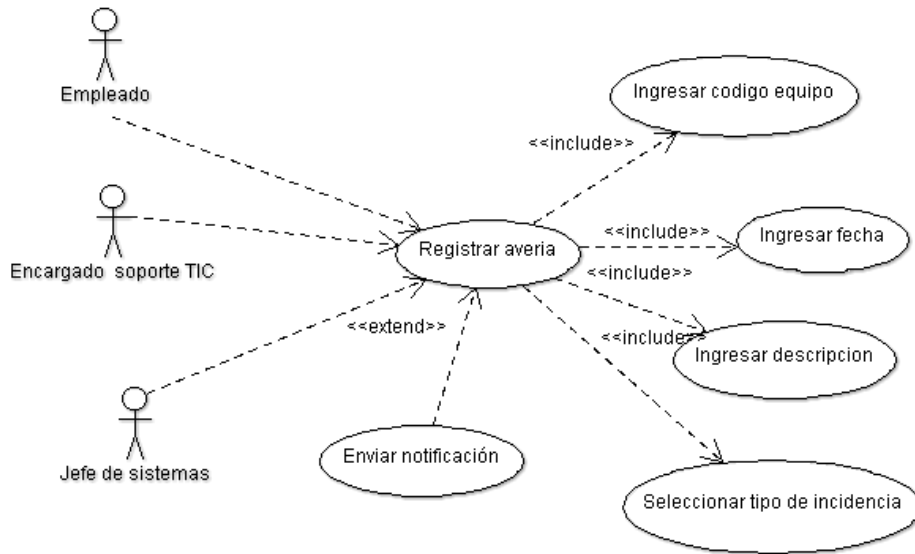 Empleado
Ingresar codigo equipo
<<include>>
Encargado soporte TIC
Registrar averia
<<include>>
Ingresar fecha
<<include>>
<<extend>>
<<include>>
Ingresar descripcion
Jefe de sistemas
Enviar notificación
Seleccionar tipo de incidencia